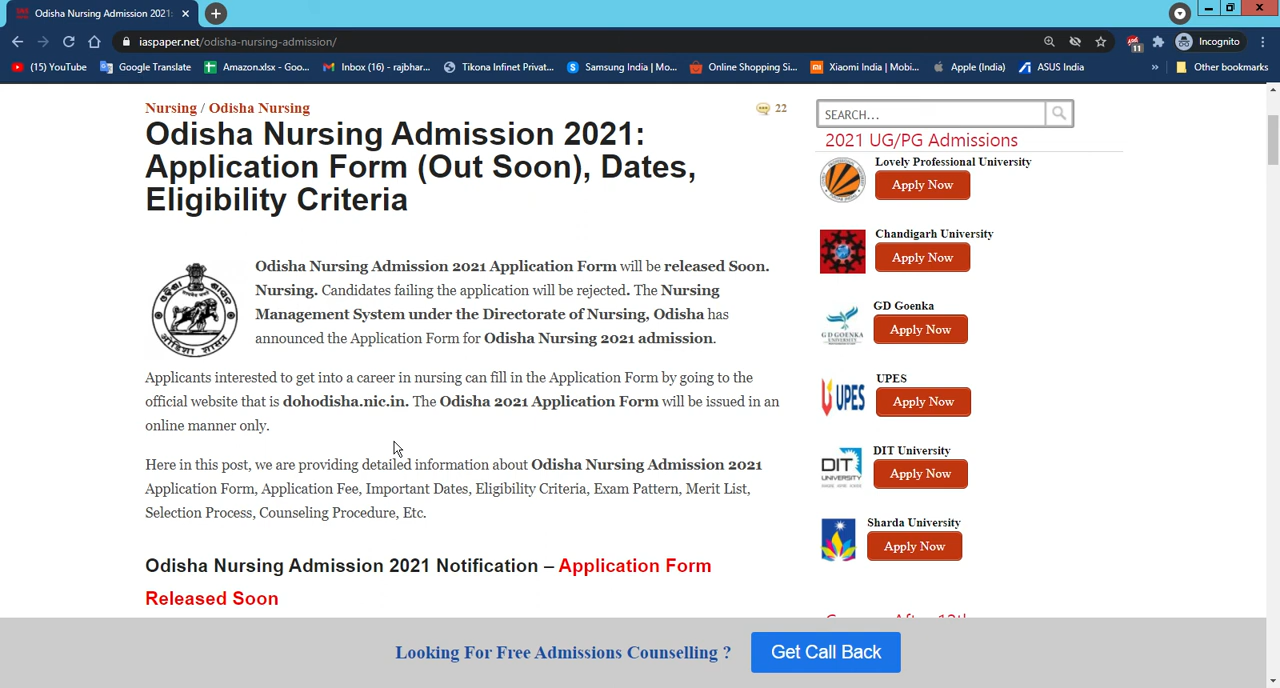 Odisha Nursing Admission 2021:
iaspaper.net/odisha-nursing-admission/
11
Incognito
(15) YouTube
Google Translate
Amazon.xlsx - Goo...
Inbox (16) - rajbhar...
Tikona Infinet Privat...
Samsung India | Mo...
Online Shopping Si...
Xiaomi India | Mobi...
Apple (India)
ASUS India
»
Other bookmarks
Nursing / Odisha Nursing
22
Odisha Nursing Admission 2021:
Application Form (Out Soon), Dates,
Eligibility Criteria
Odisha Nursing Admission 2021 Application Form will be released Soon.
Nursing. Candidates failing the application will be rejected. The Nursing
Management System under the Directorate of Nursing, Odisha has
announced the Application Form for Odisha Nursing 2021 admission.
Applicants interested to get into a career in nursing can fill in the Application Form by going to the
official website that is dohodisha.nic.in. The Odisha 2021 Application Form will be issued in an
online manner only.
Here in this post, we are providing detailed information about Odisha Nursing Admission 2021
Application Form, Application Fee, Important Dates, Eligibility Criteria, Exam Pattern, Merit List,
Selection Process, Counseling Procedure, Etc.
Odisha Nursing Admission 2021 Notification – Application Form
Released Soon
SEARCH...
2021 UG/PG Admissions
Lovely Professional University
Apply Now
Chandigarh University
Apply Now
GD Goenka
GD GOENKA
UNIVERSITY
Apply Now
UPES
UPES
Apply Now
DIT University
DIT
UNIVERSITY
Apply Now
Sharda University
Apply Now
Looking For Free Admissions Counselling ?
Get Call Back